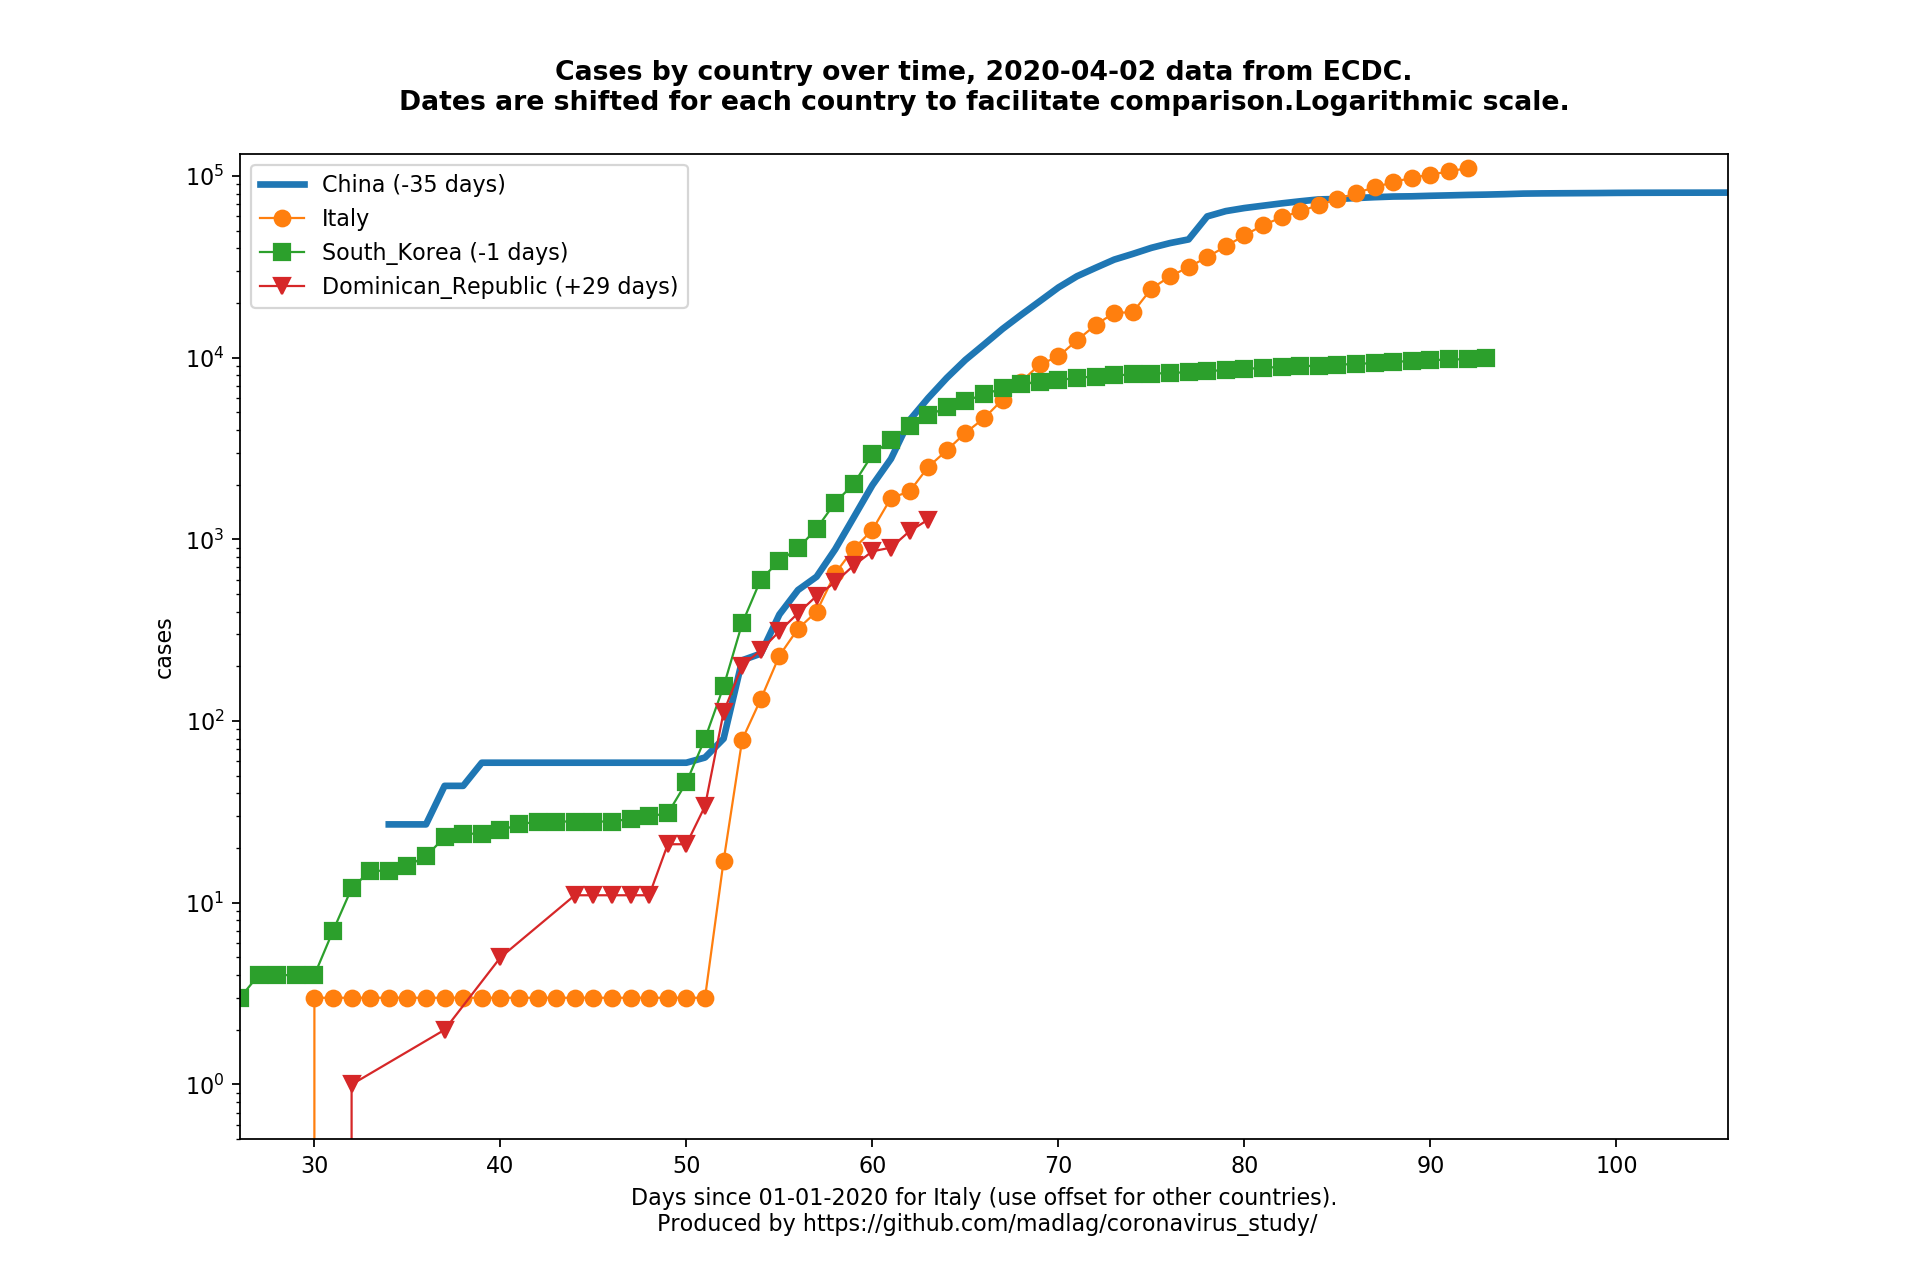 Cases by country over time, 2020-04-02 data from ECDC.
Dates are shifted for each country to facilitate comparison.Logarithmic scale.
China (-35 days)
Italy
South_Korea (-1 days)
Dominican_Republic (+29 days)
10⁵
10⁴
10³
10²
10¹
10⁰
cases
30 40 50 60 70 80 90 100
Days since 01-01-2020 for Italy (use offset for other countries).
Produced by https://github.com/madlag/coronavirus_study/